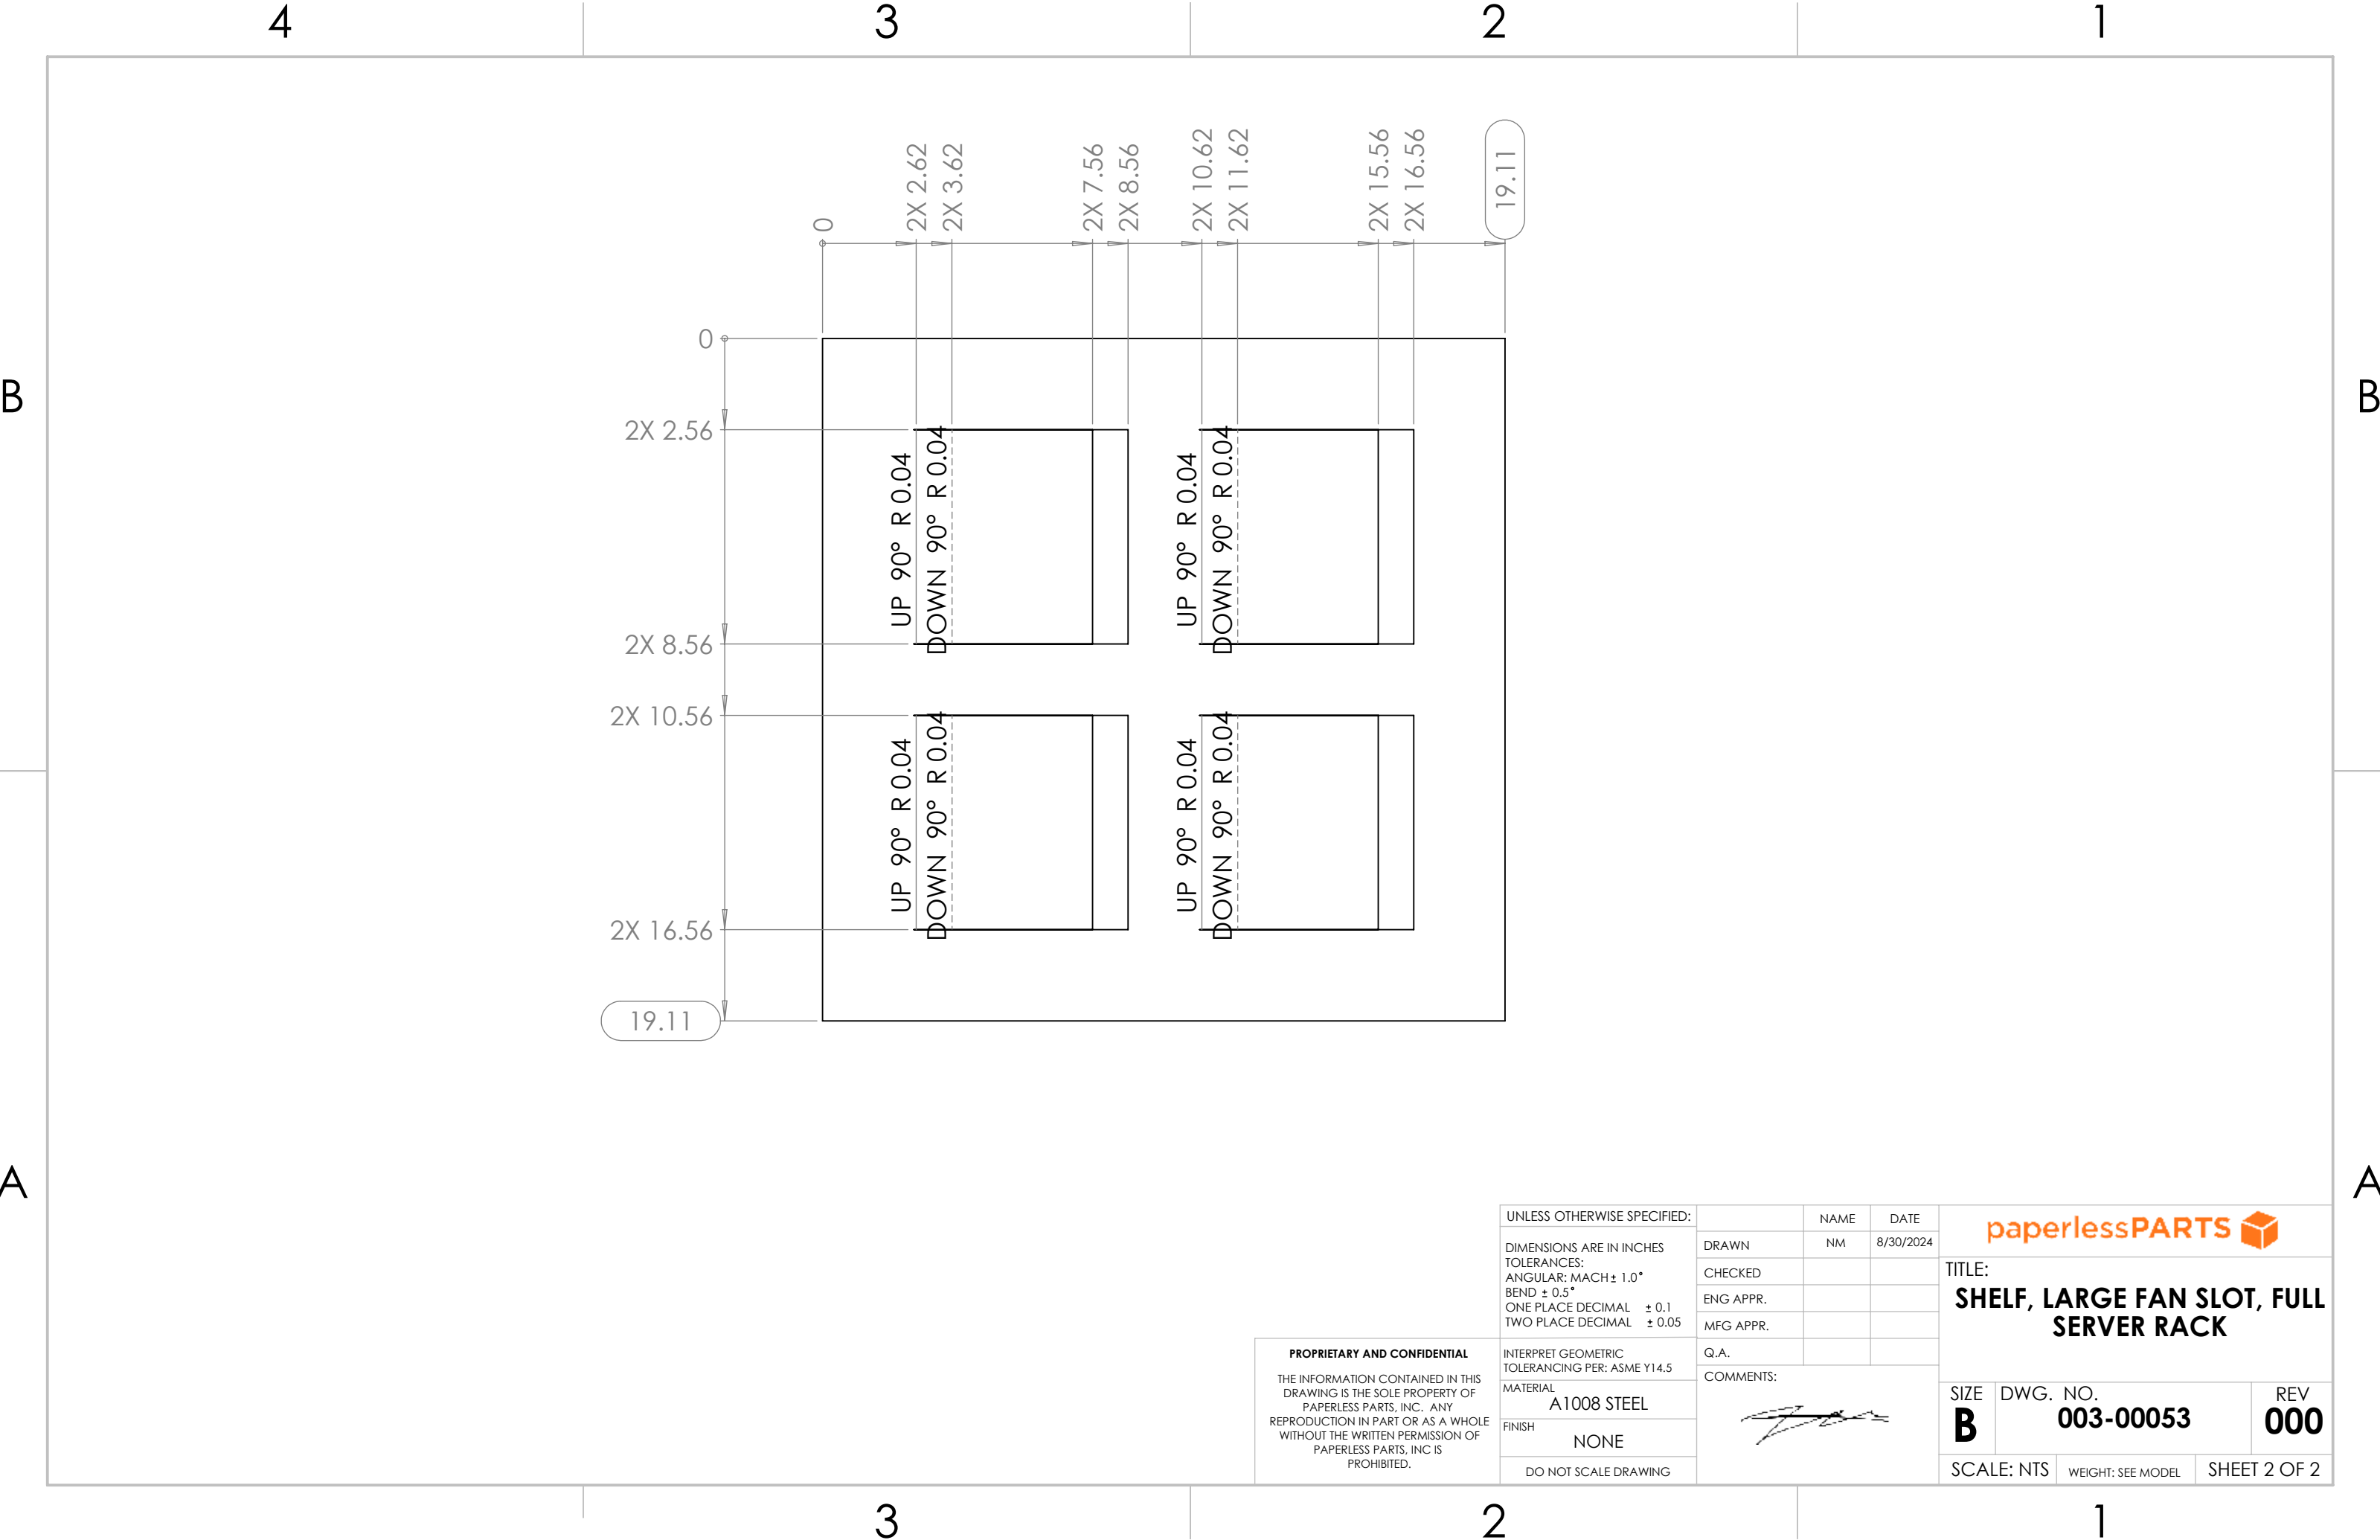 4 3 2 1
2X 2.62
2X 3.62
2X 7.56
2X 8.56
2X 10.62
2X 11.62
2X 15.56
2X 16.56
19.11
0
0
B B
2X 2.56
UP 90° R 0.04
DOWN 90° R 0.04
UP 90° R 0.04
DOWN 90° R 0.04
2X 8.56
2X 10.56
UP 90° R 0.04
DOWN 90° R 0.04
UP 90° R 0.04
DOWN 90° R 0.04
2X 16.56
19.11
A A
UNLESS OTHERWISE SPECIFIED:
DIMENSIONS ARE IN INCHES
TOLERANCES:
ANGULAR: MACH ± 1.0°
BEND ± 0.5°
ONE PLACE DECIMAL ± 0.1
TWO PLACE DECIMAL ± 0.05
INTERPRET GEOMETRIC
TOLERANCING PER: ASME Y14.5
MATERIAL
A1008 STEEL
FINISH
NONE
DO NOT SCALE DRAWING
PROPRIETARY AND CONFIDENTIAL
THE INFORMATION CONTAINED IN THIS
DRAWING IS THE SOLE PROPERTY OF
PAPERLESS PARTS, INC. ANY
REPRODUCTION IN PART OR AS A WHOLE
WITHOUT THE WRITTEN PERMISSION OF
PAPERLESS PARTS, INC IS
PROHIBITED.
NAME DATE
DRAWN NM 8/30/2024
CHECKED
ENG APPR.
MFG APPR.
Q.A.
COMMENTS:
paperlessPARTS
TITLE:
SHELF, LARGE FAN SLOT, FULL
SERVER RACK
SIZE DWG. NO. REV
B 003-00053 000
SCALE: NTS WEIGHT: SEE MODEL SHEET 2 OF 2
3 2 1